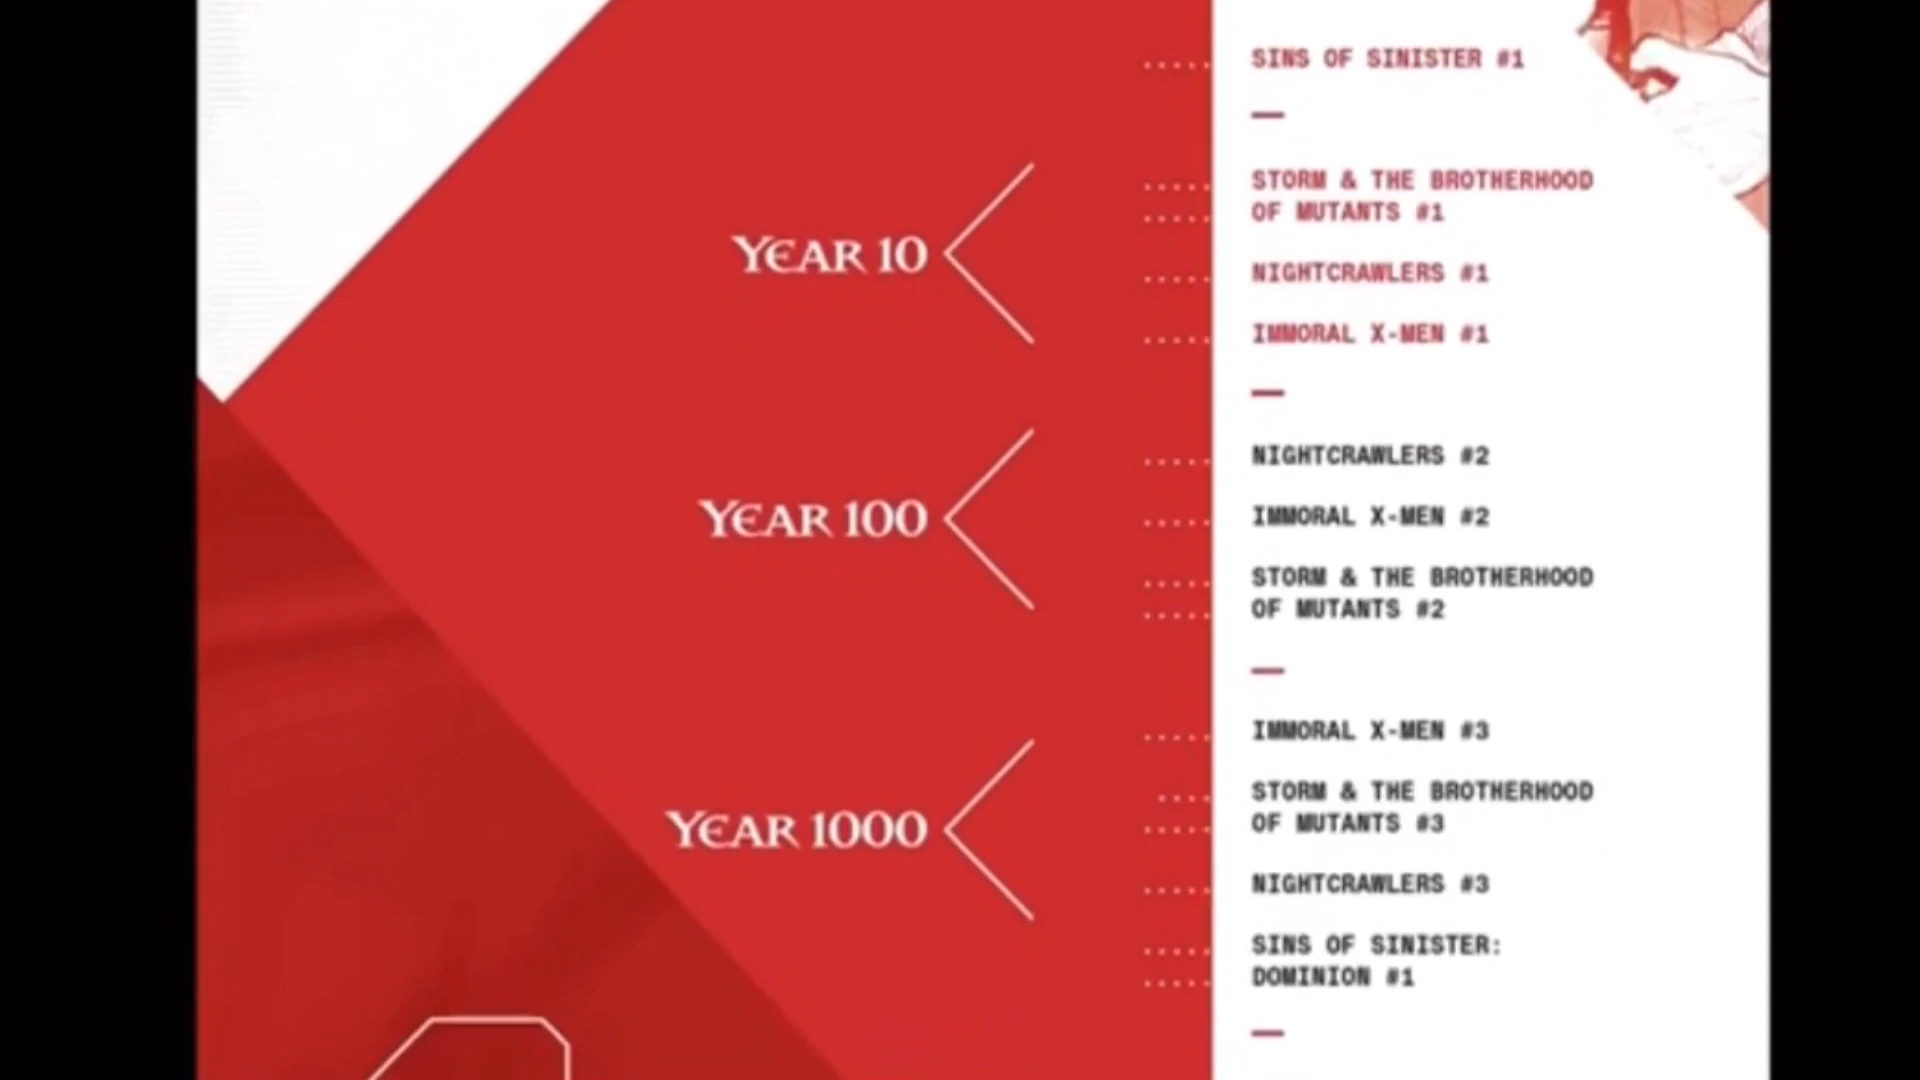 SINS OF SINISTER #1
YEAR 10
STORM & THE BROTHERHOOD
OF MUTANTS #1
NIGHTCRAWLERS #1
IMMORAL X-MEN #1
YEAR 100
NIGHTCRAWLERS #2
IMMORAL X-MEN #2
STORM & THE BROTHERHOOD
OF MUTANTS #2
YEAR 1000
IMMORAL X-MEN #3
STORM & THE BROTHERHOOD
OF MUTANTS #3
NIGHTCRAWLERS #3
SINS OF SINISTER:
DOMINION #1